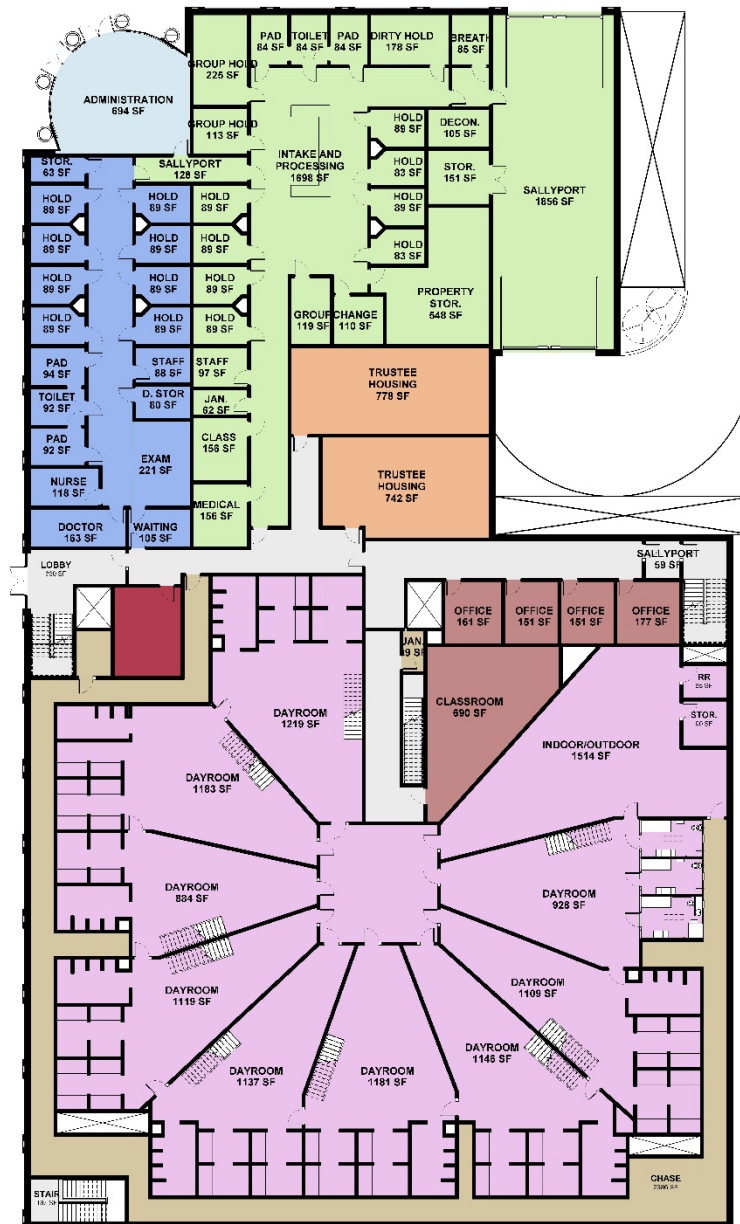 PAD
84 SF
TOILET
84 SF
PAD
84 SF
DIRTY HOLD
178 SF
BREATH
85 SF
GROUP HOLD
225 SF
ADMINISTRATION
694 SF
GROUP HOLD
113 SF
HOLD
89 SF
DECON.
105 SF
INTAKE AND
PROCESSING
1698 SF
STOR.
63 SF
SALLYPORT
128 SF
HOLD
83 SF
STOR.
151 SF
SALLYPORT
1856 SF
HOLD
89 SF
HOLD
89 SF
HOLD
89 SF
HOLD
89 SF
HOLD
89 SF
HOLD
89 SF
HOLD
89 SF
HOLD
83 SF
HOLD
89 SF
HOLD
89 SF
HOLD
89 SF
PROPERTY
STOR.
548 SF
HOLD
89 SF
HOLD
89 SF
HOLD
89 SF
GROUP
119 SF
CHANGE
110 SF
PAD
94 SF
STAFF
88 SF
STAFF
97 SF
TRUSTEE
HOUSING
778 SF
TOILET
92 SF
D. STOR
80 SF
JAN.
62 SF
PAD
92 SF
EXAM
221 SF
CLASS
156 SF
TRUSTEE
HOUSING
742 SF
NURSE
118 SF
MEDICAL
156 SF
DOCTOR
163 SF
WAITING
105 SF
LOBBY
SALLYPORT
59 SF
OFFICE
161 SF
OFFICE
151 SF
OFFICE
151 SF
OFFICE
177 SF
JAN.
RR
CLASSROOM
690 SF
DAYROOM
1219 SF
STOR.
INDOOR/OUTDOOR
1514 SF
DAYROOM
1183 SF
DAYROOM
884 SF
DAYROOM
928 SF
DAYROOM
1119 SF
DAYROOM
1109 SF
DAYROOM
1137 SF
DAYROOM
1181 SF
DAYROOM
1146 SF
CHASE
STAIR